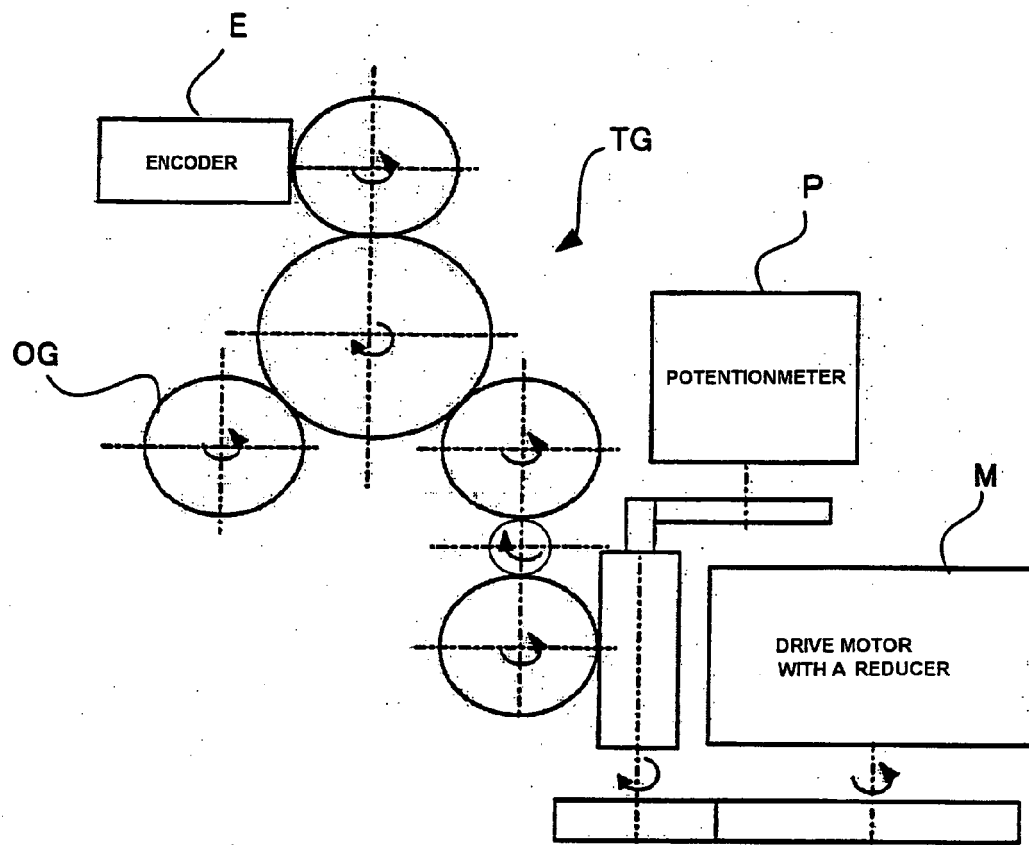 E
ENCODER
TG
P
POTENTIONMETER
OG
M
DRIVE MOTOR
WITH A REDUCER